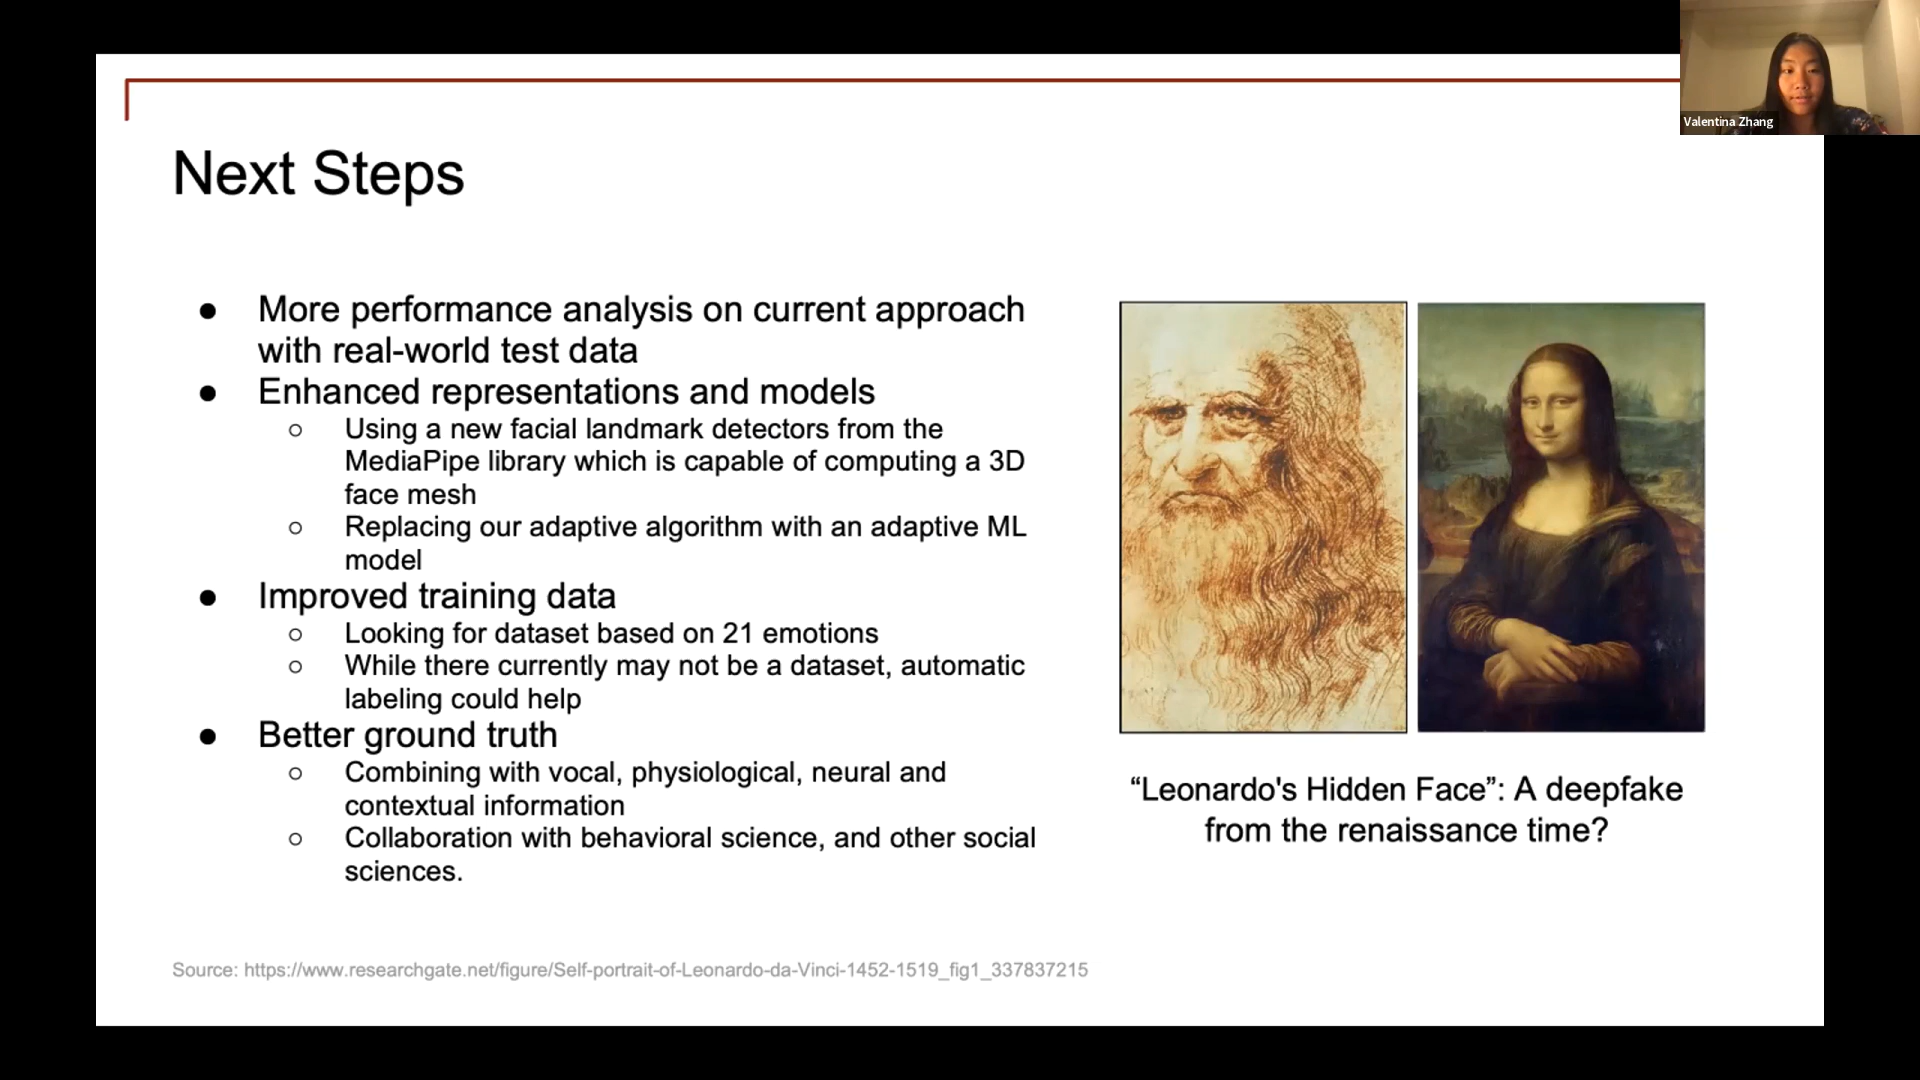 Valentina Zhang
Next Steps
● More performance analysis on current approach
with real-world test data
● Enhanced representations and models
○ Using a new facial landmark detectors from the
MediaPipe library which is capable of computing a 3D
face mesh
○ Replacing our adaptive algorithm with an adaptive ML
model
● Improved training data
○ Looking for dataset based on 21 emotions
○ While there currently may not be a dataset, automatic
labeling could help
● Better ground truth
○ Combining with vocal, physiological, neural and
contextual information
○ Collaboration with behavioral science, and other social
sciences.
“Leonardo's Hidden Face”: A deepfake
from the renaissance time?
Source: https://www.researchgate.net/figure/Self-portrait-of-Leonardo-da-Vinci-1452-1519_fig1_337837215